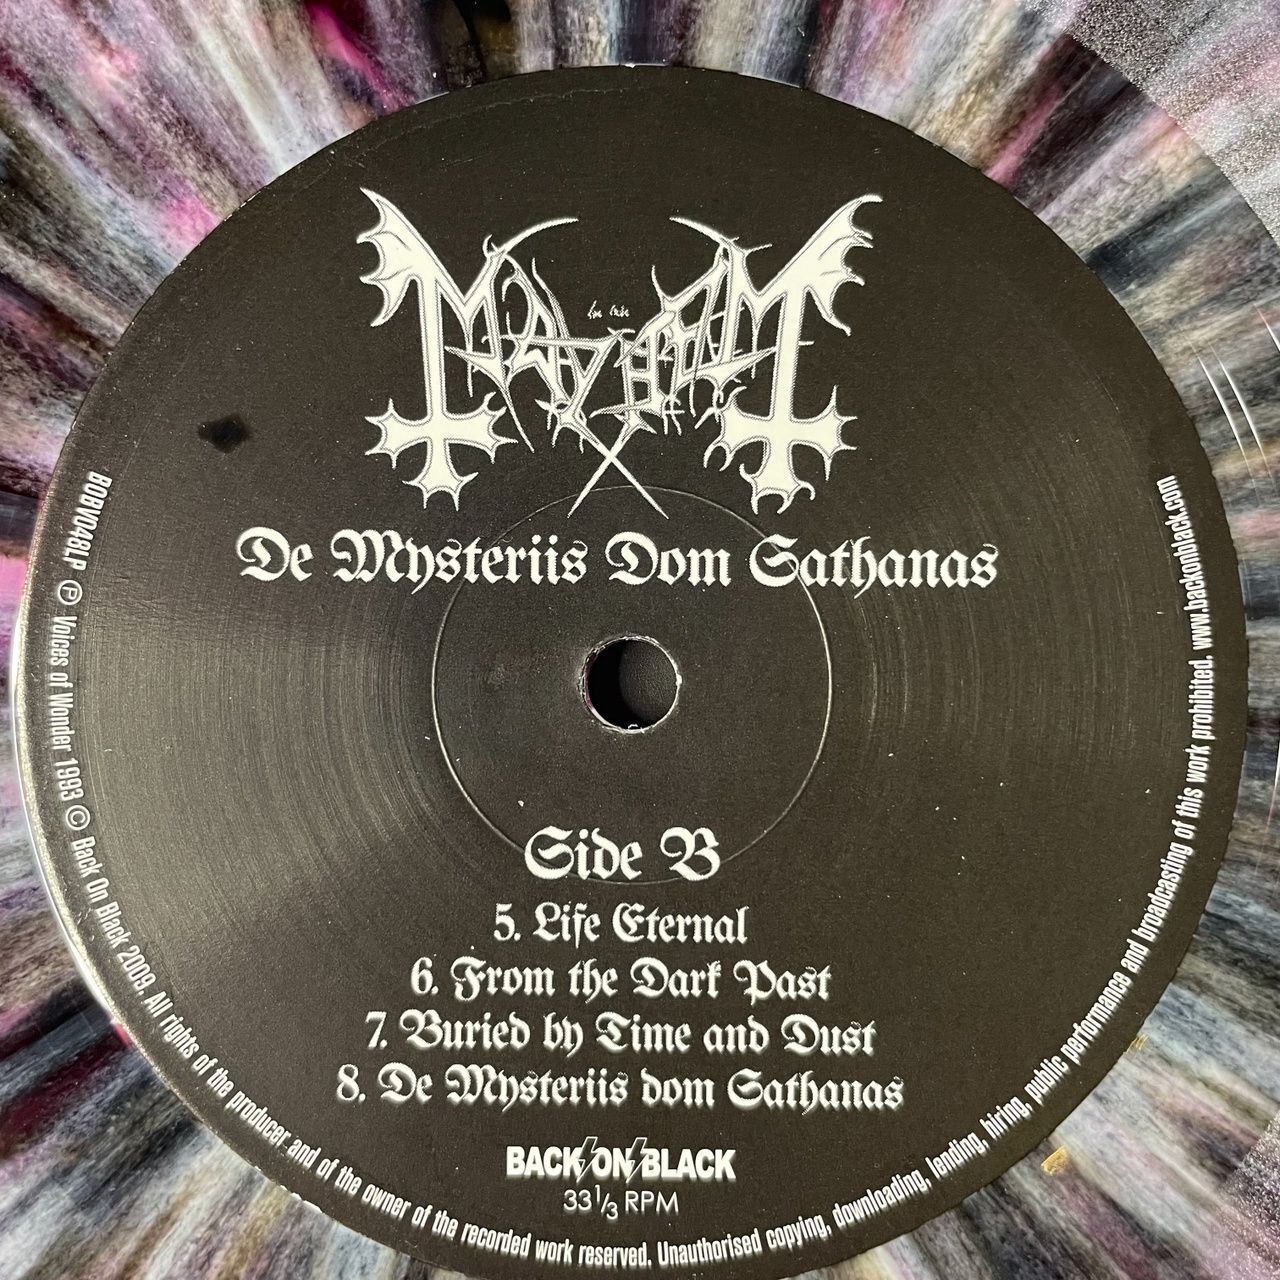 MAYHEM
De Mysteriis Dom Sathanas
Side B
5. Life Eternal
6. From the Dark Past
7. Buried by Time and Dust
8. De Mysteriis dom Sathanas
BACK ON BLACK
33 1/3 RPM
BOBV048LP ℗ Voices of Wonder 1993 © Back On Black 2009. All rights of the producer and of the owner of the recorded work reserved. Unauthorised copying, downloading, lending, hiring, public performance and broadcasting of this work prohibited. www.backonblack.com